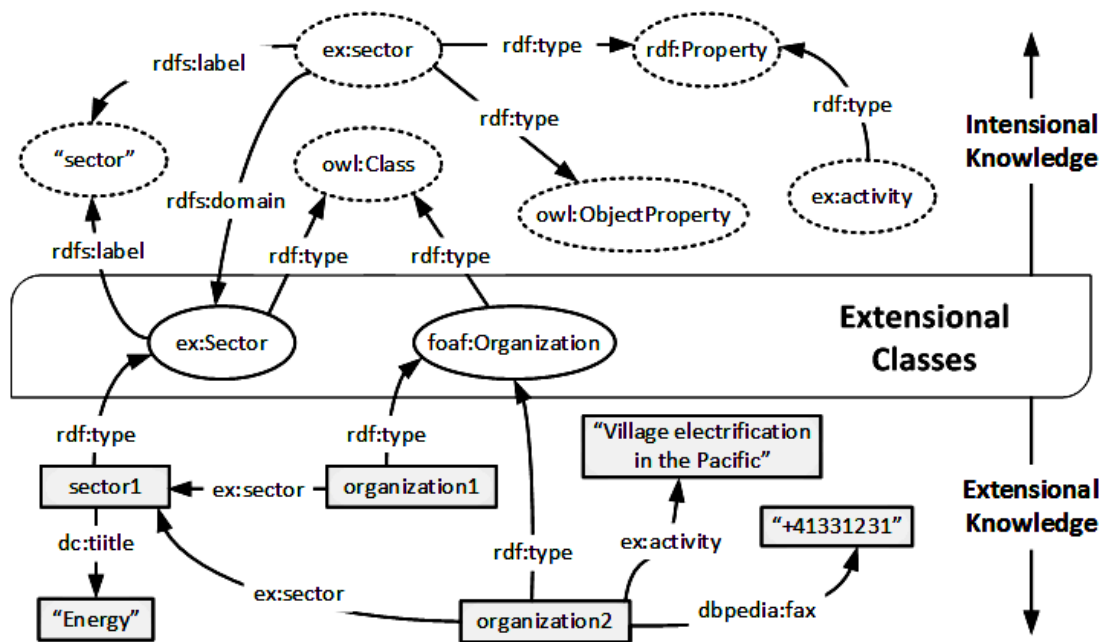 ex:sector
rdf:type
rdf:Property
rdfs:label
rdf:type
rdf:type
Intensional
Knowledge
"sector"
owl:Class
ex:activity
rdfs:domain
owl:ObjectProperty
rdfs:label
rdf:type
rdf:type
ex:Sector
foaf:Organization
Extensional
Classes
rdf:type
rdf:type
"Village electrification
in the Pacific"
sector1
ex:sector
organization1
Extensional
Knowledge
"+41331231"
dc:tiitle
rdf:type
ex:activity
ex:sector
"Energy"
organization2
dbpedia:fax